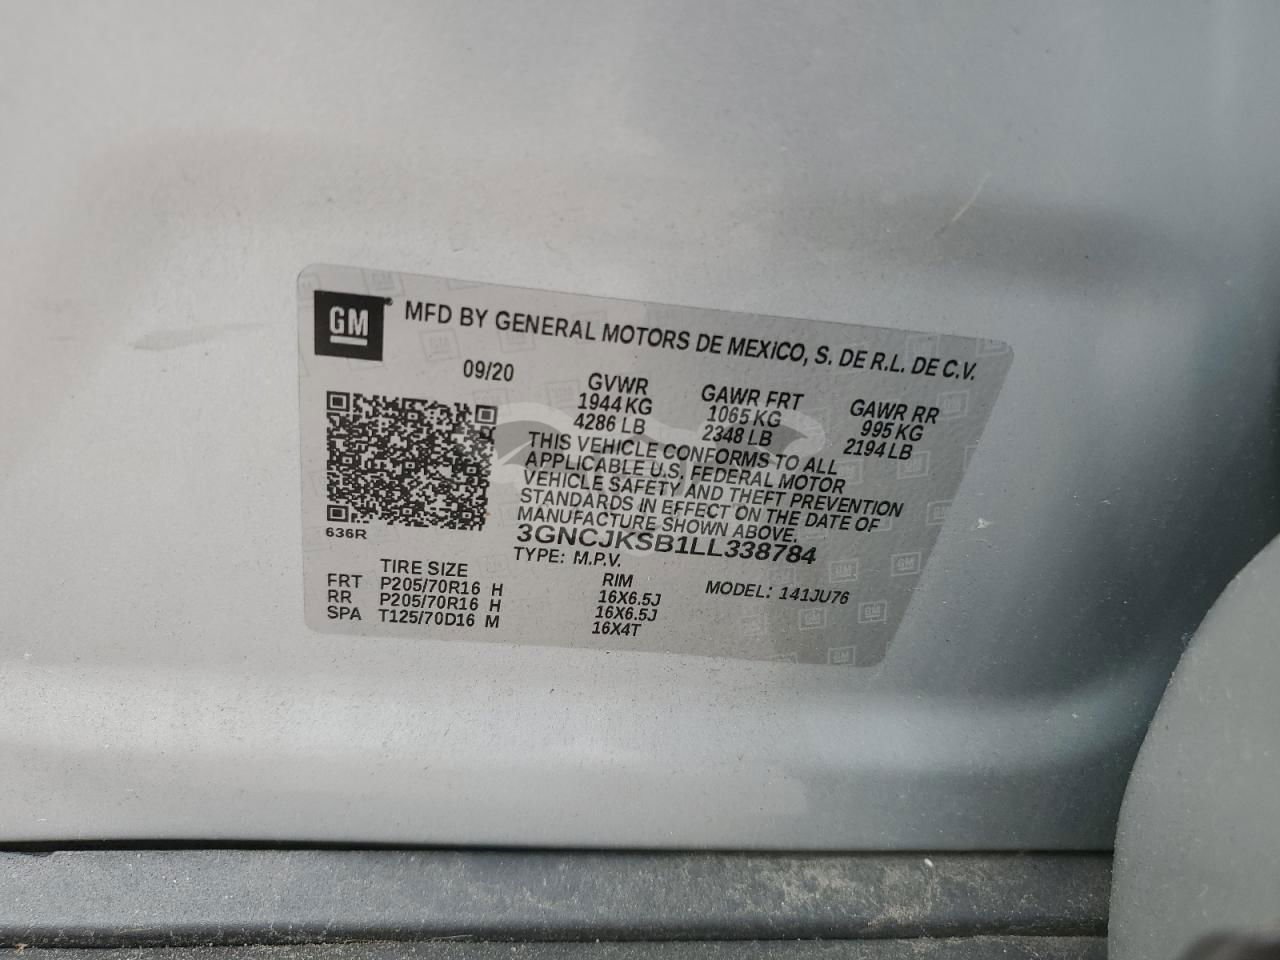 GM
MFD BY GENERAL MOTORS DE MEXICO, S. DE R.L. DE C.V.
09/20
GVWR GAWR FRT GAWR RR
1944 KG 1065 KG 995 KG
4286 LB 2348 LB 2194 LB
THIS VEHICLE CONFORMS TO ALL
APPLICABLE U.S. FEDERAL MOTOR
VEHICLE SAFETY AND THEFT PREVENTION
STANDARDS IN EFFECT ON THE DATE OF
MANUFACTURE SHOWN ABOVE.
636R
3GNCJKSB1LL338784
TYPE: M.P.V. MODEL: 141JU76
TIRE SIZE RIM
FRT P205/70R16 H 16X6.5J
RR P205/70R16 H 16X6.5J
SPA T125/70D16 M 16X4T